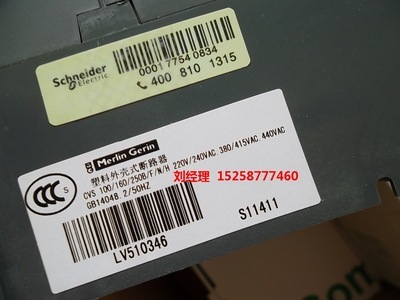 Schneider
Electric
0001 7754 0834
400 810 1315
Merlin Gerin
塑料外壳式断路器
CVS 100/160/250B/F/N/H 220V/240VAC. 380/415VAC. 440VAC
GB14048.2/50HZ
CCC S
刘经理 15258777460
LV510346
S11411